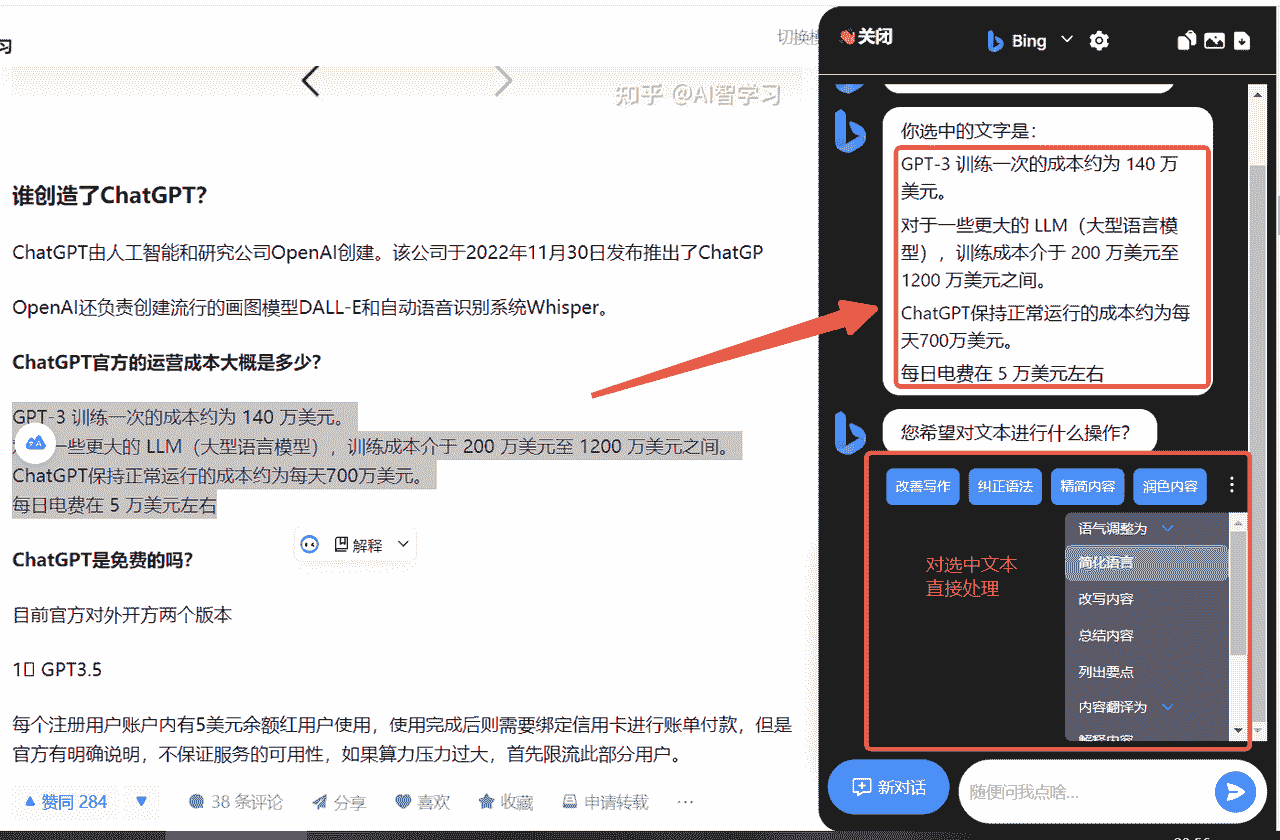 习
切换
知乎 @AI智学习
谁创造了ChatGPT?
ChatGPT由人工智能和研究公司OpenAI创建。该公司于2022年11月30日发布推出了ChatGP
OpenAI还负责创建流行的画图模型DALL-E和自动语音识别系统Whisper。
ChatGPT官方的运营成本大概是多少?
GPT-3 训练一次的成本约为 140 万美元。
一些更大的 LLM（大型语言模型），训练成本介于 200 万美元至 1200 万美元之间。
ChatGPT保持正常运行的成本约为每天700万美元。
每日电费在 5 万美元左右
解释
ChatGPT是免费的吗?
目前官方对外开方两个版本
1 GPT3.5
每个注册用户账户内有5美元余额红用户使用，使用完成后则需要绑定信用卡进行账单付款，但是
官方有明确说明，不保证服务的可用性，如果算力压力过大，首先限流此部分用户。
赞同 284
38 条评论
分享
喜欢
收藏
申请转载
关闭
Bing
你选中的文字是：
GPT-3 训练一次的成本约为 140 万
美元。
对于一些更大的 LLM（大型语言模
型），训练成本介于 200 万美元至
1200 万美元之间。
ChatGPT保持正常运行的成本约为每
天700万美元。
每日电费在 5 万美元左右
您希望对文本进行什么操作?
改善写作
纠正语法
精简内容
润色内容
对选中文本
直接处理
语气调整为
简化语言
改写内容
总结内容
列出要点
内容翻译为
解释内容
新对话
随便问我点啥...